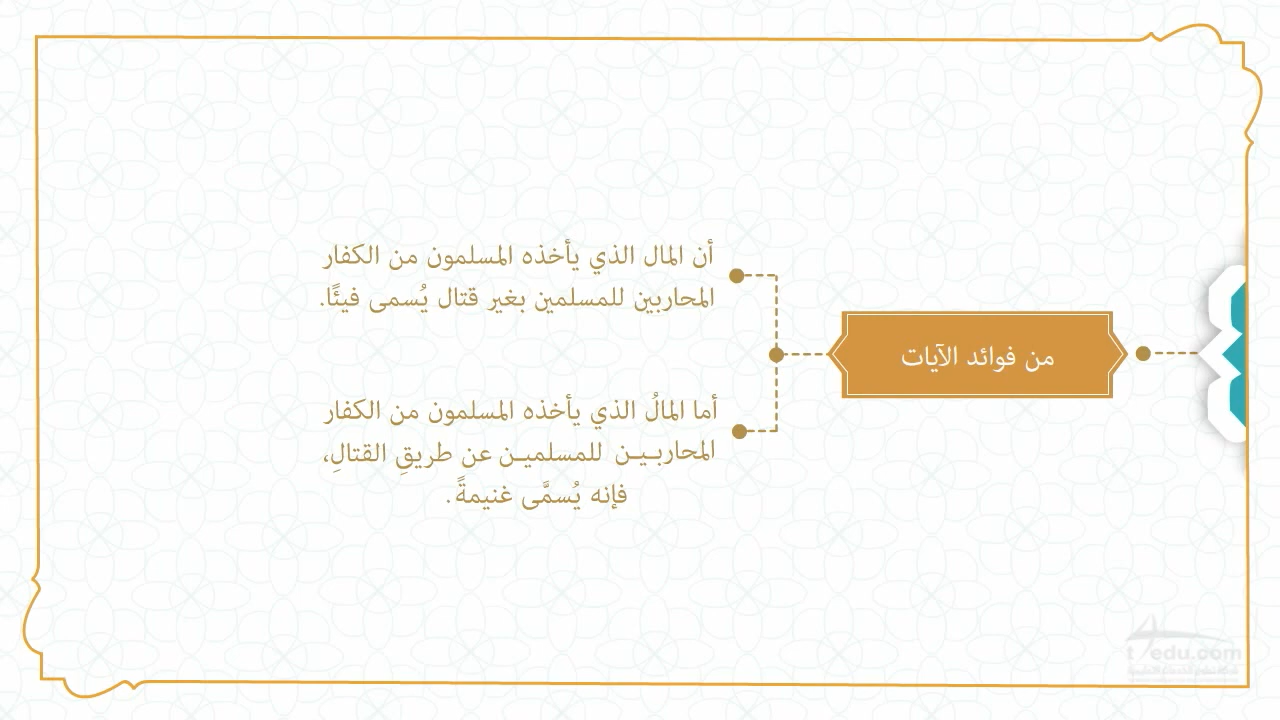 من فوائد الآيات
أن المال الذي يأخذه المسلمون من الكفار
المحاربين للمسلمين بغير قتال يُسمى فيئًا.
أما المالُ الذي يأخذه المسلمون من الكفار
المحاربـيـن للمسلميـن عن طريقِ القتالِ،
فإنه يُسمَّى غنيمةً.
edu.com